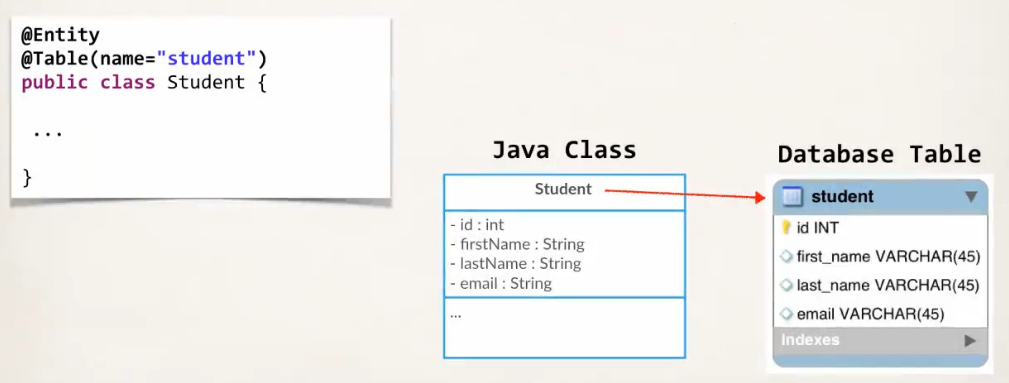 @Entity
@Table(name="student")
public class Student {
...
}
Java Class
Student
- id : int
- firstName : String
- lastName : String
- email : String
...
Database Table
student
id INT
first_name VARCHAR(45)
last_name VARCHAR(45)
email VARCHAR(45)
Indexes